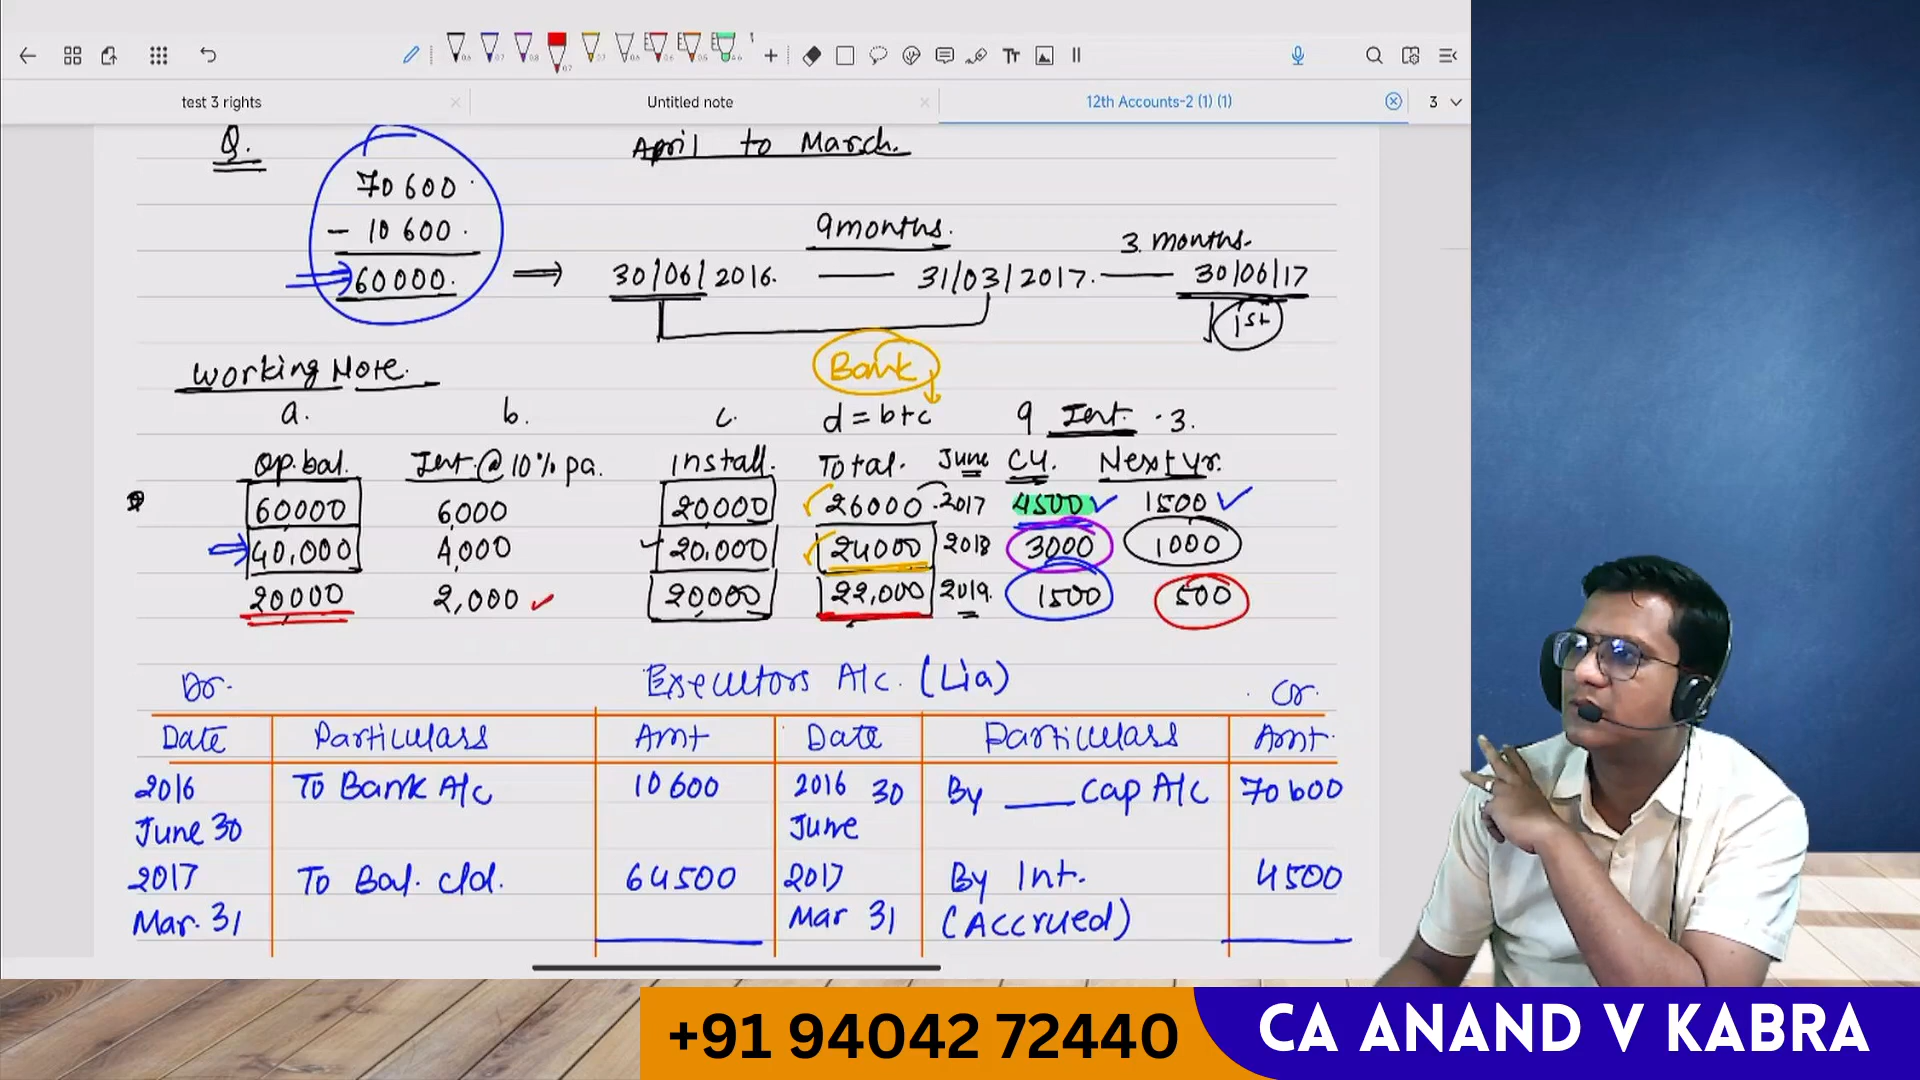 test 3 rights
Untitled note
12th Accounts-2 (1) (1)
3
Q.
April to March.
70 600
- 10 600
60000.
9 months.
3. months.
30/06/2016. 31/03/2017. 30/06/17
1st
Working Note.
Bank
a. b. c. d = b+c 9 Int. 3.
Op. bal. Int.@10% pa. Install. Total. June CY. Next yr.
60000 6,000 20000 26000 2017 4500 1500
40,000 4,000 20,000 24000 2018 3000 1000
20000 2,000 20,000 22,000 2019. 1500 500
Dr. Executors A/c. (Lia) Cr.
Date Particulars Amt Date Particulars Amt.
2016 To Bank A/c 10600 2016 30 By ___ Cap A/c 70600
June 30 June
2017 To Bal. c/d. 64500 2017 By Int. 4500
Mar. 31 Mar 31 (Accrued)
+91 94042 72440
CA ANAND V KABRA